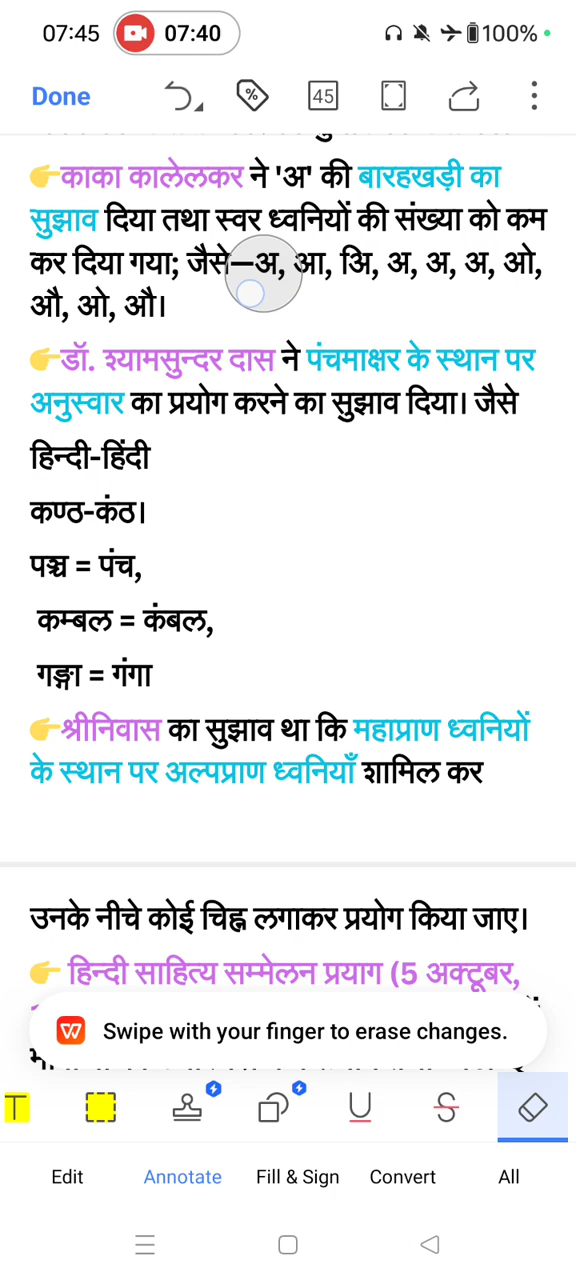 07:45
07:40
100%
Done
45
👉काका कालेलकर ने 'अ' की बारहखड़ी का
सुझाव दिया तथा स्वर ध्वनियों की संख्या को कम
कर दिया गया; जैसे—अ, आ, अि, अ, अ, अ, ओ,
औ, ओ, औ।
👉डॉ. श्यामसुन्दर दास ने पंचमाक्षर के स्थान पर
अनुस्वार का प्रयोग करने का सुझाव दिया। जैसे
हिन्दी-हिंदी
कण्ठ-कंठ।
पञ्च = पंच,
कम्बल = कंबल,
गङ्गा = गंगा
👉श्रीनिवास का सुझाव था कि महाप्राण ध्वनियों
के स्थान पर अल्पप्राण ध्वनियाँ शामिल कर
उनके नीचे कोई चिह्न लगाकर प्रयोग किया जाए।
👉 हिन्दी साहित्य सम्मेलन प्रयाग (5 अक्टूबर,
Swipe with your finger to erase changes.
Edit
Annotate
Fill & Sign
Convert
All